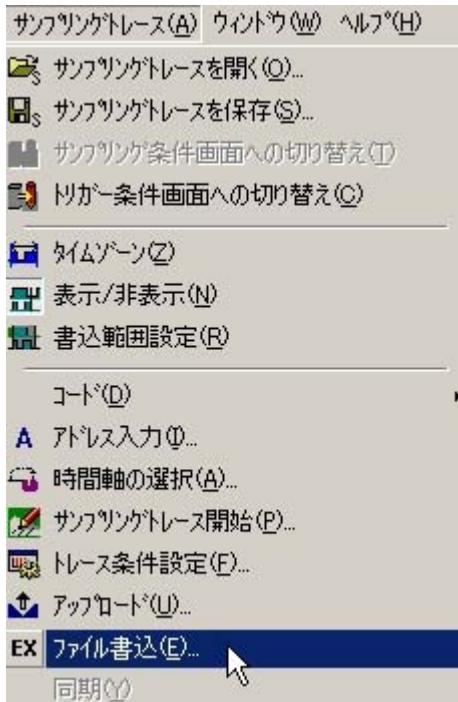 ｻﾝﾌﾟﾘﾝｸﾞﾄﾚｰｽ(A) ｳｨﾝﾄﾞｳ(W) ﾍﾙﾌﾟ(H)
ｻﾝﾌﾟﾘﾝｸﾞﾄﾚｰｽを開く(O)...
ｻﾝﾌﾟﾘﾝｸﾞﾄﾚｰｽを保存(S)...
ｻﾝﾌﾟﾘﾝｸﾞ条件画面への切り替え(T)
ﾄﾘｶﾞｰ条件画面への切り替え(C)
ﾀｲﾑｿﾞｰﾝ(Z)
表示/非表示(N)
書込範囲設定(R)
ｺｰﾄﾞ(D)
A ｱﾄﾞﾚｽ入力(I)...
時間軸の選択(A)...
ｻﾝﾌﾟﾘﾝｸﾞﾄﾚｰｽ開始(P)...
ﾄﾚｰｽ条件設定(F)...
ｱｯﾌﾟﾛｰﾄﾞ(U)...
EX ﾌｧｲﾙ書込(E)...
同期(Y)